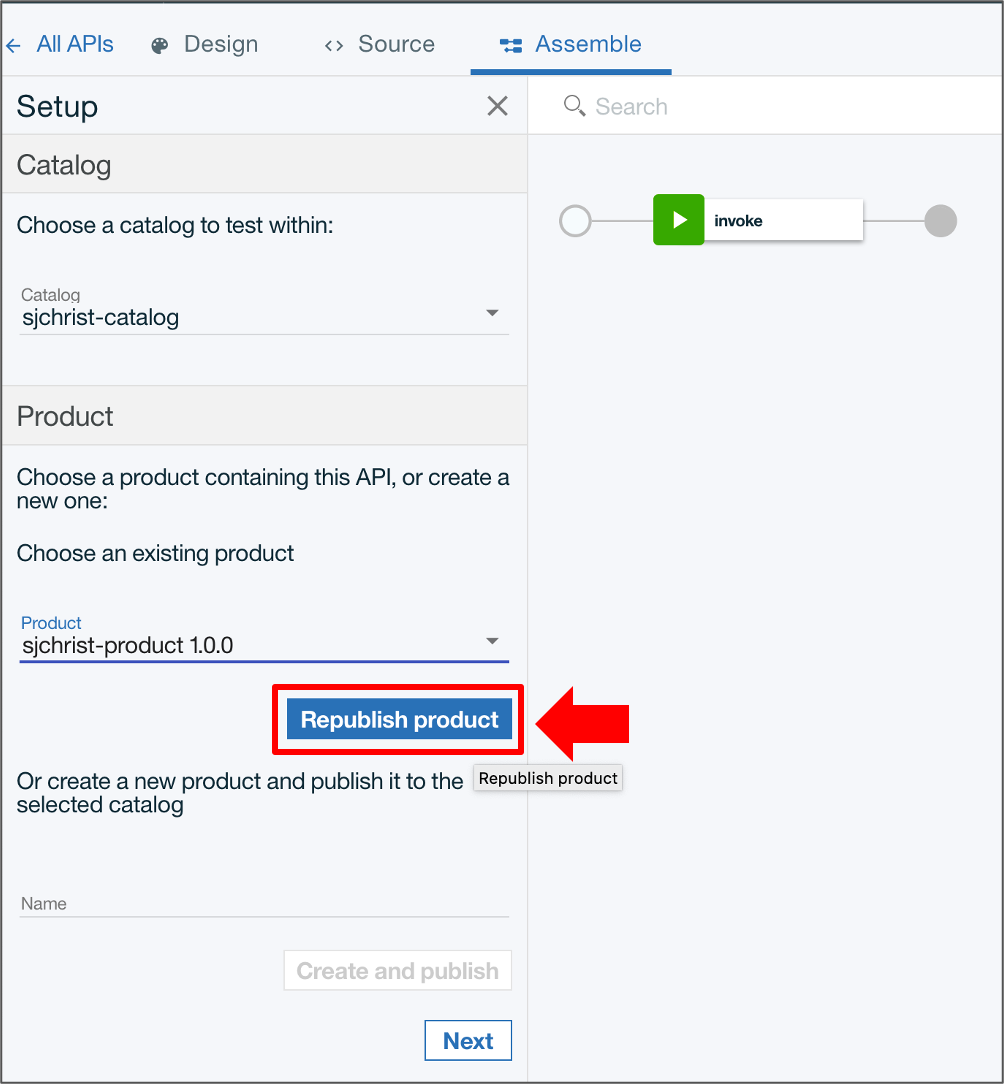 All APIs
Design
Source
Assemble
Setup
Search
Catalog
Choose a catalog to test within:
invoke
Catalog
sjchrist-catalog
Product
Choose a product containing this API, or create a
new one:
Choose an existing product
Product
sjchrist-product 1.0.0
Republish product
Republish product
Or create a new product and publish it to the
selected catalog
Name
Create and publish
Next